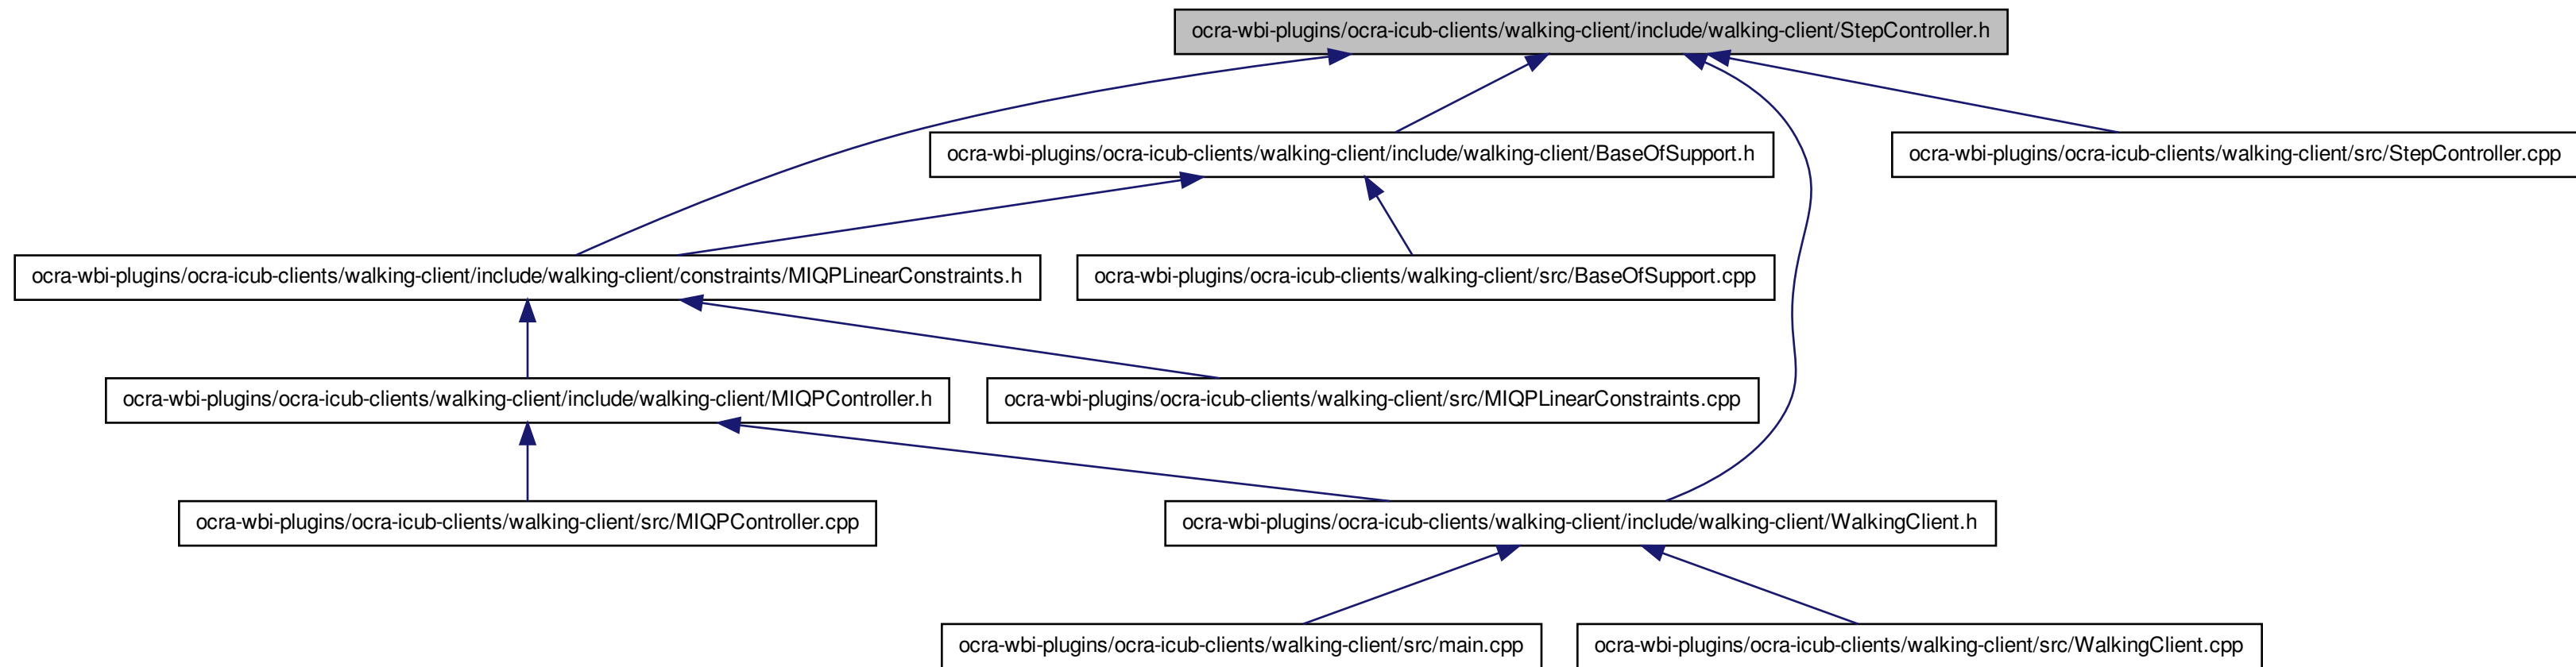 ocra-wbi-plugins/ocra-icub-clients/walking-client/include/walking-client/StepController.h
ocra-wbi-plugins/ocra-icub-clients/walking-client/include/walking-client/BaseOfSupport.h
ocra-wbi-plugins/ocra-icub-clients/walking-client/src/StepController.cpp
ocra-wbi-plugins/ocra-icub-clients/walking-client/include/walking-client/constraints/MIQPLinearConstraints.h
ocra-wbi-plugins/ocra-icub-clients/walking-client/src/BaseOfSupport.cpp
ocra-wbi-plugins/ocra-icub-clients/walking-client/include/walking-client/MIQPController.h
ocra-wbi-plugins/ocra-icub-clients/walking-client/src/MIQPLinearConstraints.cpp
ocra-wbi-plugins/ocra-icub-clients/walking-client/src/MIQPController.cpp
ocra-wbi-plugins/ocra-icub-clients/walking-client/include/walking-client/WalkingClient.h
ocra-wbi-plugins/ocra-icub-clients/walking-client/src/main.cpp
ocra-wbi-plugins/ocra-icub-clients/walking-client/src/WalkingClient.cpp